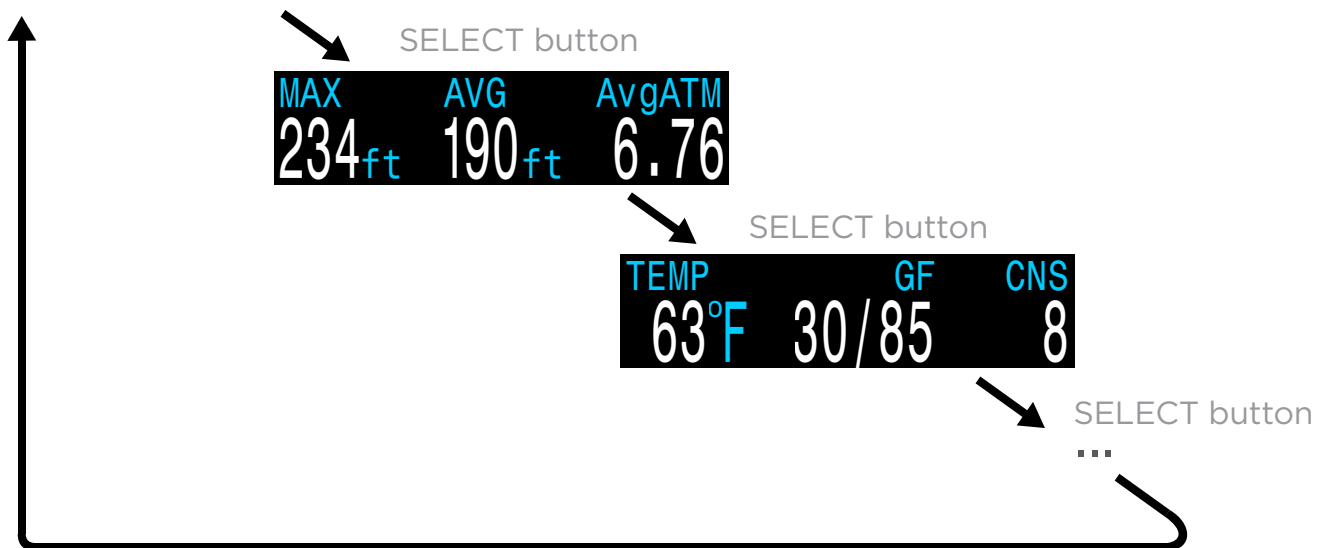 SELECT button
MAX AVG AvgATM
234ft 190ft 6.76
SELECT button
TEMP GF CNS
63°F 30/85 8
SELECT button
...